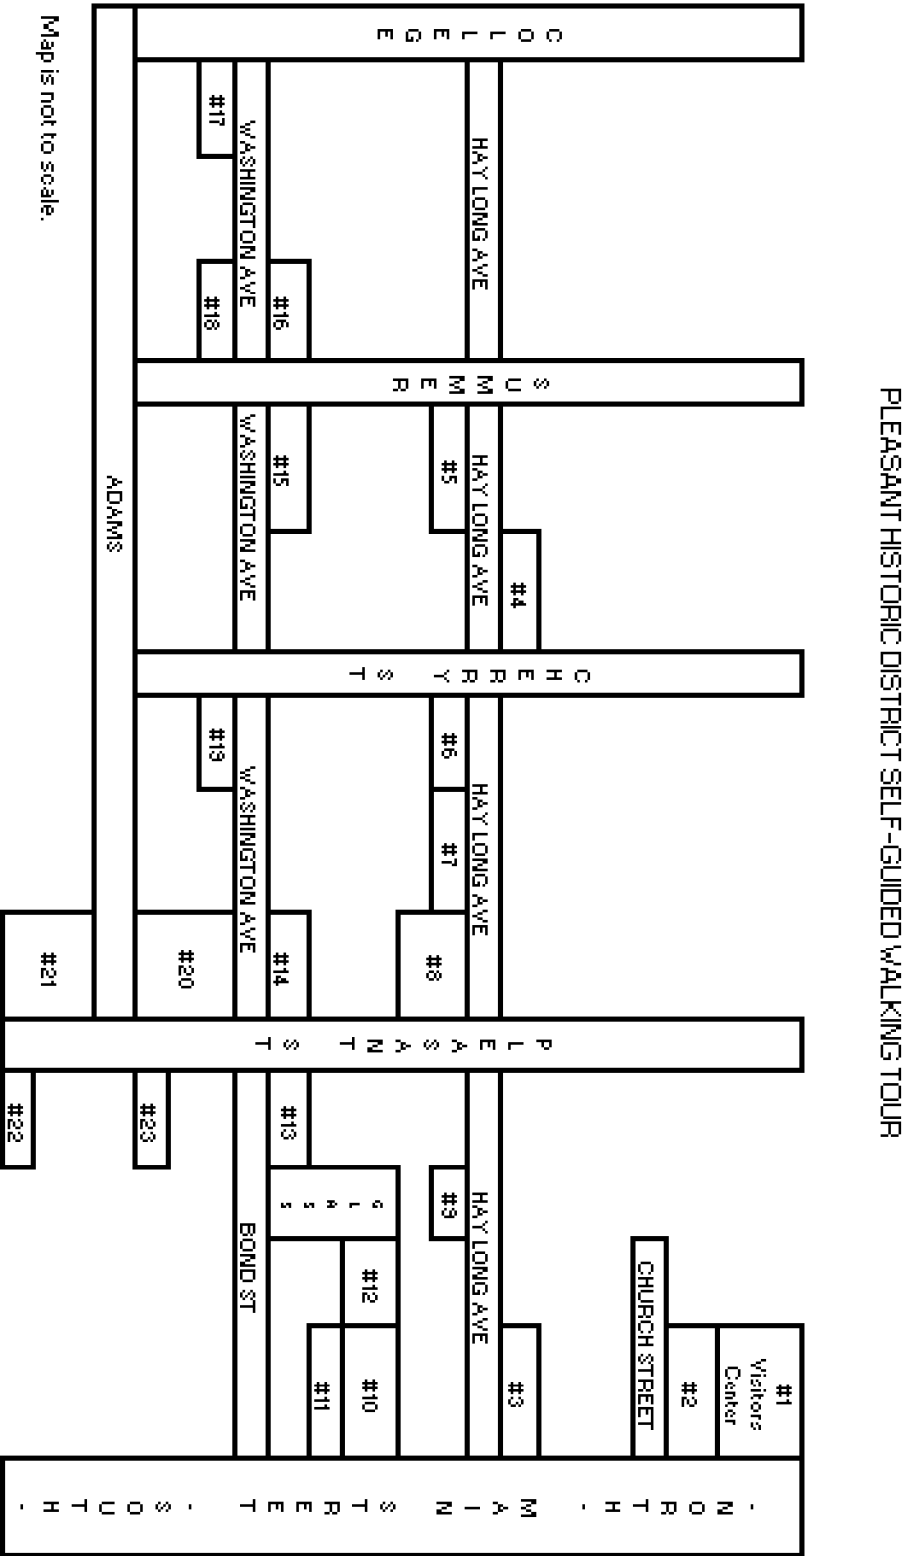 PLEASANT HISTORIC DISTRICT SELF-GUIDED WALKING TOUR
#1
Visitors
Center
#2
CHURCH STREET
COLLEGE
SUMMER
CHERRY ST
PLEASANT ST
- NORTH - MAIN STREET - SOUTH -
#4
#3
HAY LONG AVE
HAY LONG AVE
HAY LONG AVE
HAY LONG AVE
#5
#6
#7
#8
#9
#12
#10
GLASS
#11
#16
#15
#14
#13
WASHINGTON AVE
WASHINGTON AVE
WASHINGTON AVE
BOND ST
#17
#18
#19
#20
#23
ADAMS
#21
#22
Map is not to scale.